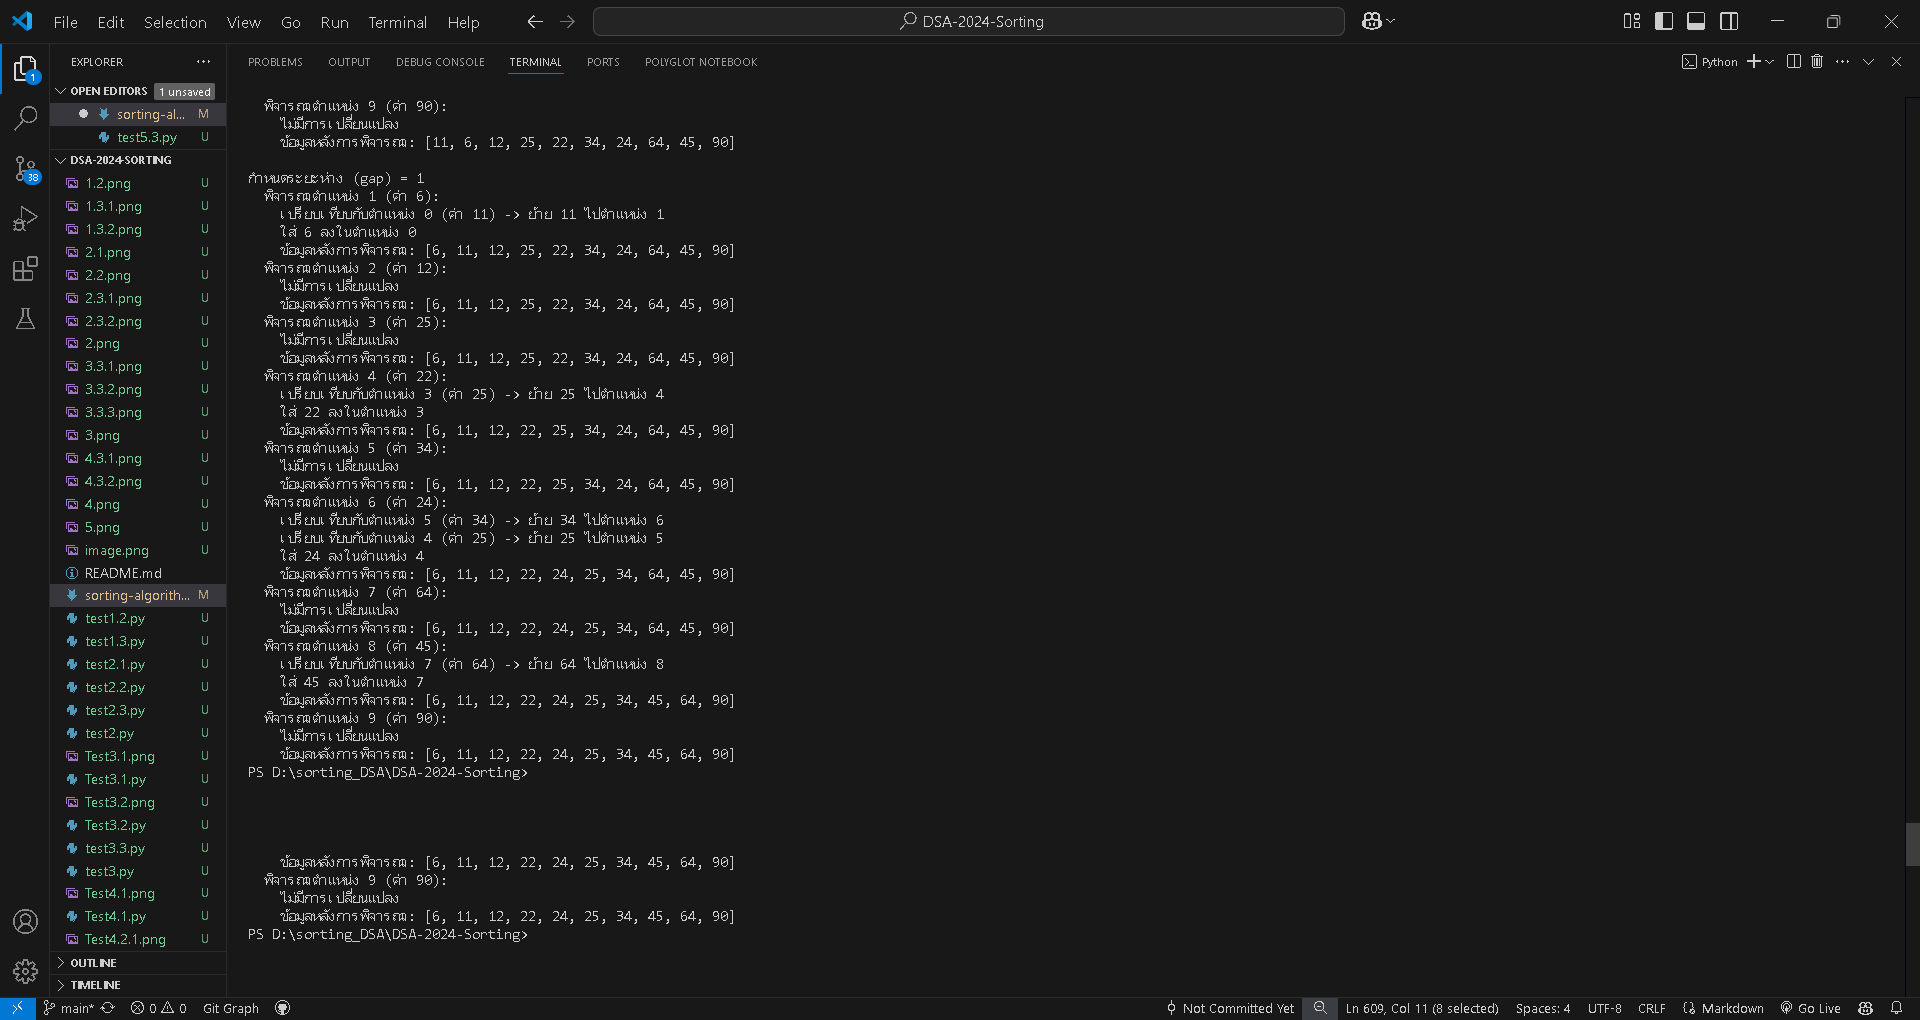 File Edit Selection View Go Run Terminal Help
DSA-2024-Sorting
EXPLORER
OPEN EDITORS 1 unsaved
sorting-al... M
test5.3.py U
DSA-2024-SORTING
1.2.png U
1.3.1.png U
1.3.2.png U
2.1.png U
2.2.png U
2.3.1.png U
2.3.2.png U
2.png U
3.3.1.png U
3.3.2.png U
3.3.3.png U
3.png U
4.3.1.png U
4.3.2.png U
4.png U
5.png U
image.png U
README.md
sorting-algorith... M
test1.2.py U
test1.3.py U
test2.1.py U
test2.2.py U
test2.3.py U
test2.py U
Test3.1.png U
Test3.1.py U
Test3.2.png U
Test3.2.py U
test3.3.py U
test3.py U
Test4.1.png U
Test4.1.py U
Test4.2.1.png U
OUTLINE
TIMELINE
1
38
PROBLEMS OUTPUT DEBUG CONSOLE TERMINAL PORTS POLYGLOT NOTEBOOK
Python
พิจารณาตำแหน่ง 9 (ค่า 90):
ไม่มีการเปลี่ยนแปลง
ข้อมูลหลังการพิจารณา: [11, 6, 12, 25, 22, 34, 24, 64, 45, 90]
กำหนดระยะห่าง (gap) = 1
พิจารณาตำแหน่ง 1 (ค่า 6):
เปรียบเทียบกับตำแหน่ง 0 (ค่า 11) -> ย้าย 11 ไปตำแหน่ง 1
ใส่ 6 ลงในตำแหน่ง 0
ข้อมูลหลังการพิจารณา: [6, 11, 12, 25, 22, 34, 24, 64, 45, 90]
พิจารณาตำแหน่ง 2 (ค่า 12):
ไม่มีการเปลี่ยนแปลง
ข้อมูลหลังการพิจารณา: [6, 11, 12, 25, 22, 34, 24, 64, 45, 90]
พิจารณาตำแหน่ง 3 (ค่า 25):
ไม่มีการเปลี่ยนแปลง
ข้อมูลหลังการพิจารณา: [6, 11, 12, 25, 22, 34, 24, 64, 45, 90]
พิจารณาตำแหน่ง 4 (ค่า 22):
เปรียบเทียบกับตำแหน่ง 3 (ค่า 25) -> ย้าย 25 ไปตำแหน่ง 4
ใส่ 22 ลงในตำแหน่ง 3
ข้อมูลหลังการพิจารณา: [6, 11, 12, 22, 25, 34, 24, 64, 45, 90]
พิจารณาตำแหน่ง 5 (ค่า 34):
ไม่มีการเปลี่ยนแปลง
ข้อมูลหลังการพิจารณา: [6, 11, 12, 22, 25, 34, 24, 64, 45, 90]
พิจารณาตำแหน่ง 6 (ค่า 24):
เปรียบเทียบกับตำแหน่ง 5 (ค่า 34) -> ย้าย 34 ไปตำแหน่ง 6
เปรียบเทียบกับตำแหน่ง 4 (ค่า 25) -> ย้าย 25 ไปตำแหน่ง 5
ใส่ 24 ลงในตำแหน่ง 4
ข้อมูลหลังการพิจารณา: [6, 11, 12, 22, 24, 25, 34, 64, 45, 90]
พิจารณาตำแหน่ง 7 (ค่า 64):
ไม่มีการเปลี่ยนแปลง
ข้อมูลหลังการพิจารณา: [6, 11, 12, 22, 24, 25, 34, 64, 45, 90]
พิจารณาตำแหน่ง 8 (ค่า 45):
เปรียบเทียบกับตำแหน่ง 7 (ค่า 64) -> ย้าย 64 ไปตำแหน่ง 8
ใส่ 45 ลงในตำแหน่ง 7
ข้อมูลหลังการพิจารณา: [6, 11, 12, 22, 24, 25, 34, 45, 64, 90]
พิจารณาตำแหน่ง 9 (ค่า 90):
ไม่มีการเปลี่ยนแปลง
ข้อมูลหลังการพิจารณา: [6, 11, 12, 22, 24, 25, 34, 45, 64, 90]
PS D:\sorting_DSA\DSA-2024-Sorting>
ข้อมูลหลังการพิจารณา: [6, 11, 12, 22, 24, 25, 34, 45, 64, 90]
พิจารณาตำแหน่ง 9 (ค่า 90):
ไม่มีการเปลี่ยนแปลง
ข้อมูลหลังการพิจารณา: [6, 11, 12, 22, 24, 25, 34, 45, 64, 90]
PS D:\sorting_DSA\DSA-2024-Sorting>
main* 0 0 Git Graph Not Committed Yet Ln 609, Col 11 (8 selected) Spaces: 4 UTF-8 CRLF Markdown Go Live